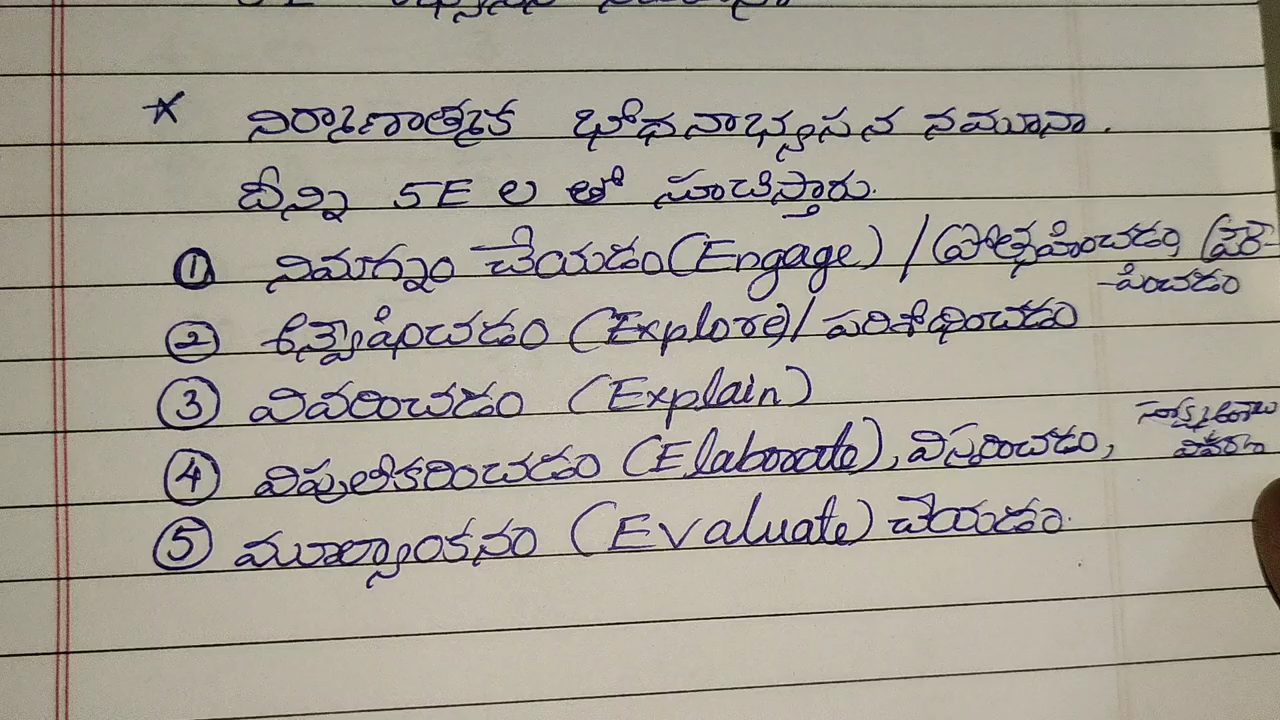 * నిర్మాణాత్మక భోధనాభ్యసన నమూనా.
దీన్ని 5E ల తో సూచిస్తారు.
① నిమగ్నం చేయడం (Engage) / ప్రోత్సహించడం, ప్రేరే-
-పించడం
② అన్వేషించడం (Explore) / పరిశోధించడం
③ వివరించడం (Explain)
④ విపులీకరించడం (Elaborate), విస్తరించడం,
⑤ మూల్యాంకనం (Evaluate) చేయడం.